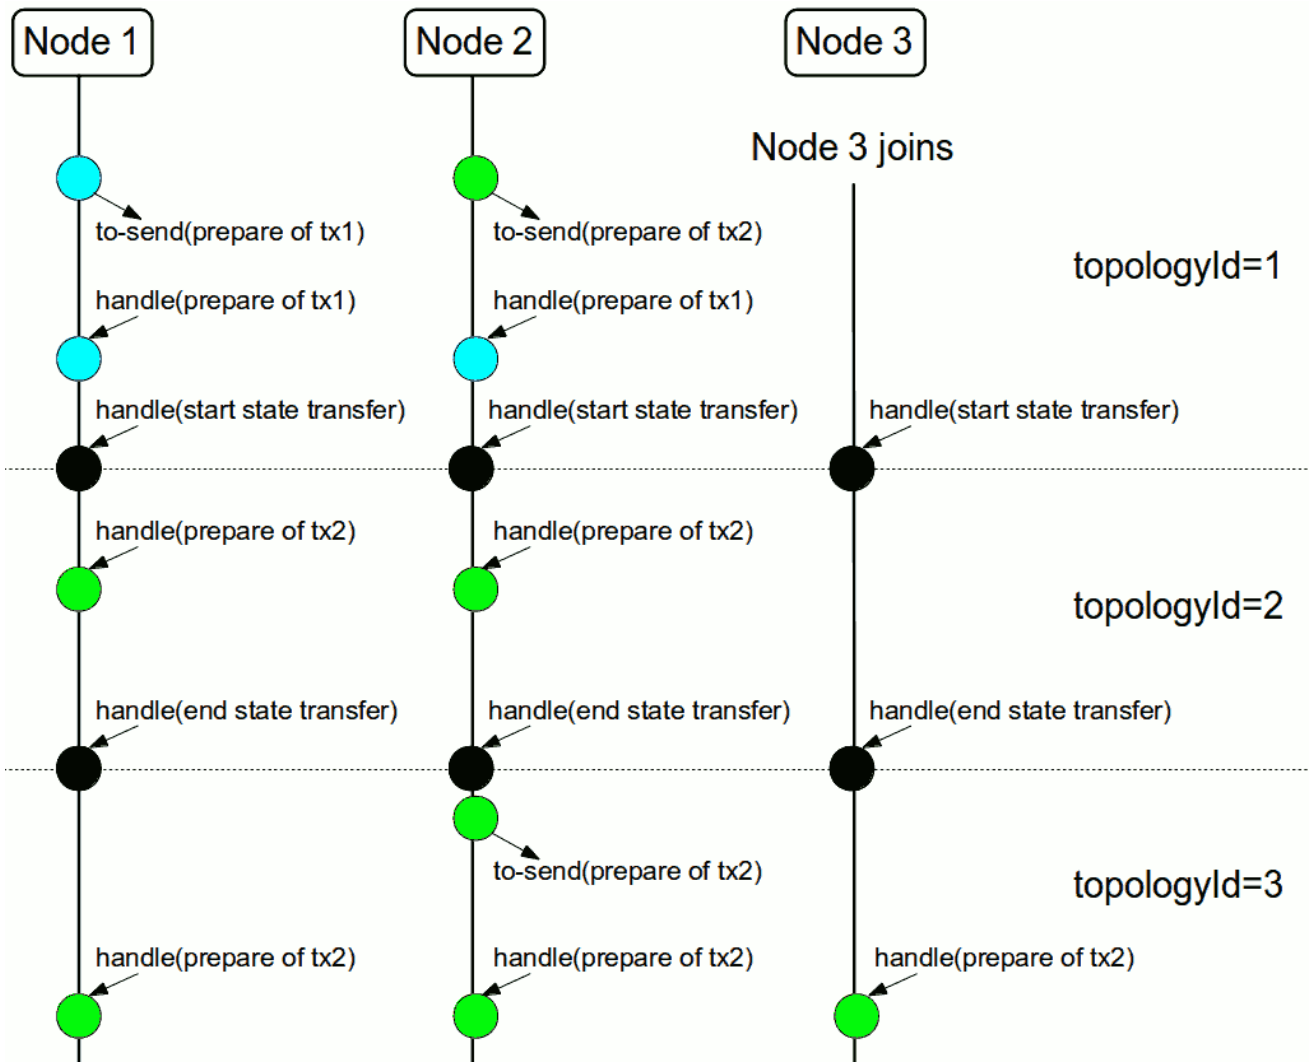 Node 1
Node 2
Node 3
Node 3 joins
to-send(prepare of tx1)
to-send(prepare of tx2)
topologyId=1
handle(prepare of tx1)
handle(prepare of tx1)
handle(start state transfer)
handle(start state transfer)
handle(start state transfer)
handle(prepare of tx2)
handle(prepare of tx2)
topologyId=2
handle(end state transfer)
handle(end state transfer)
handle(end state transfer)
to-send(prepare of tx2)
topologyId=3
handle(prepare of tx2)
handle(prepare of tx2)
handle(prepare of tx2)